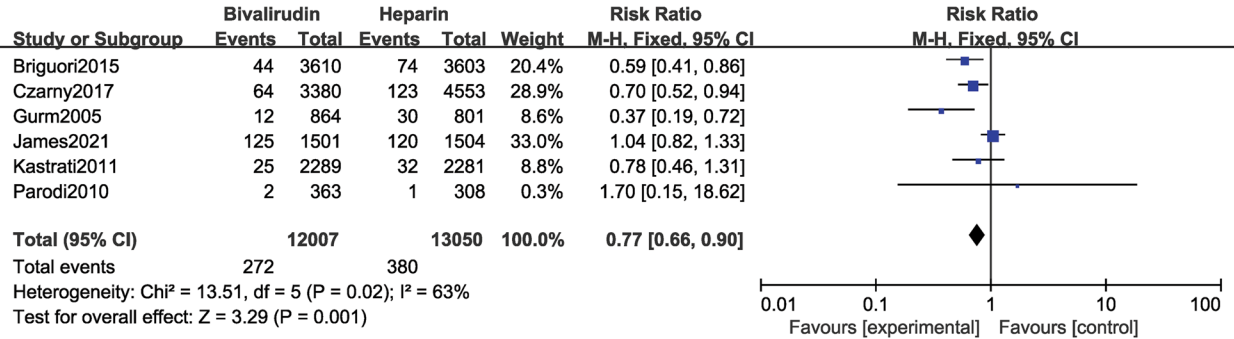 Bivalirudin Heparin Risk Ratio Risk Ratio
Study or Subgroup Events Total Events Total Weight M-H, Fixed, 95% CI M-H, Fixed, 95% CI
Briguori2015 44 3610 74 3603 20.4% 0.59 [0.41, 0.86]
Czarny2017 64 3380 123 4553 28.9% 0.70 [0.52, 0.94]
Gurm2005 12 864 30 801 8.6% 0.37 [0.19, 0.72]
James2021 125 1501 120 1504 33.0% 1.04 [0.82, 1.33]
Kastrati2011 25 2289 32 2281 8.8% 0.78 [0.46, 1.31]
Parodi2010 2 363 1 308 0.3% 1.70 [0.15, 18.62]
Total (95% CI) 12007 13050 100.0% 0.77 [0.66, 0.90]
Total events 272 380
Heterogeneity: Chi² = 13.51, df = 5 (P = 0.02); I² = 63%
Test for overall effect: Z = 3.29 (P = 0.001)
0.01 0.1 1 10 100
Favours [experimental] Favours [control]